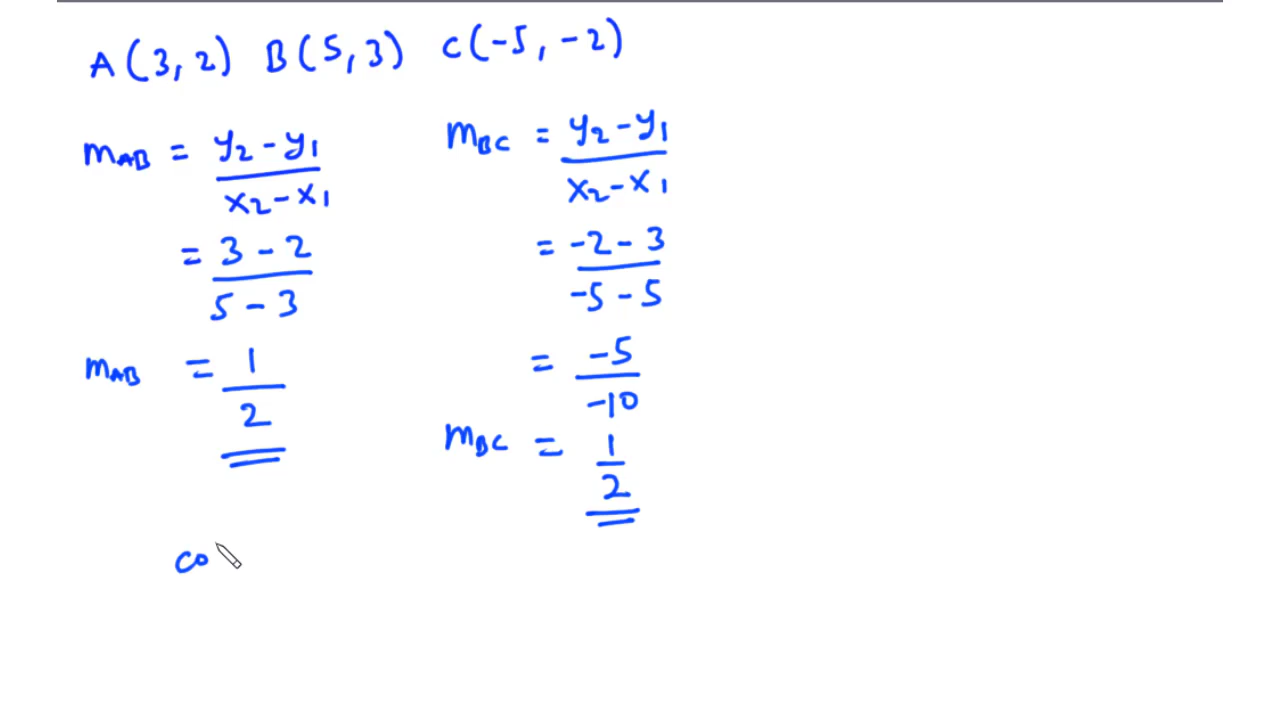 A (3, 2) B (5, 3) C (-5, -2)
mAB = y2 - y1 / x2 - x1
= 3 - 2 / 5 - 3
mAB = 1 / 2
mBC = y2 - y1 / x2 - x1
= -2 - 3 / -5 - 5
= -5 / -10
mBC = 1 / 2
co